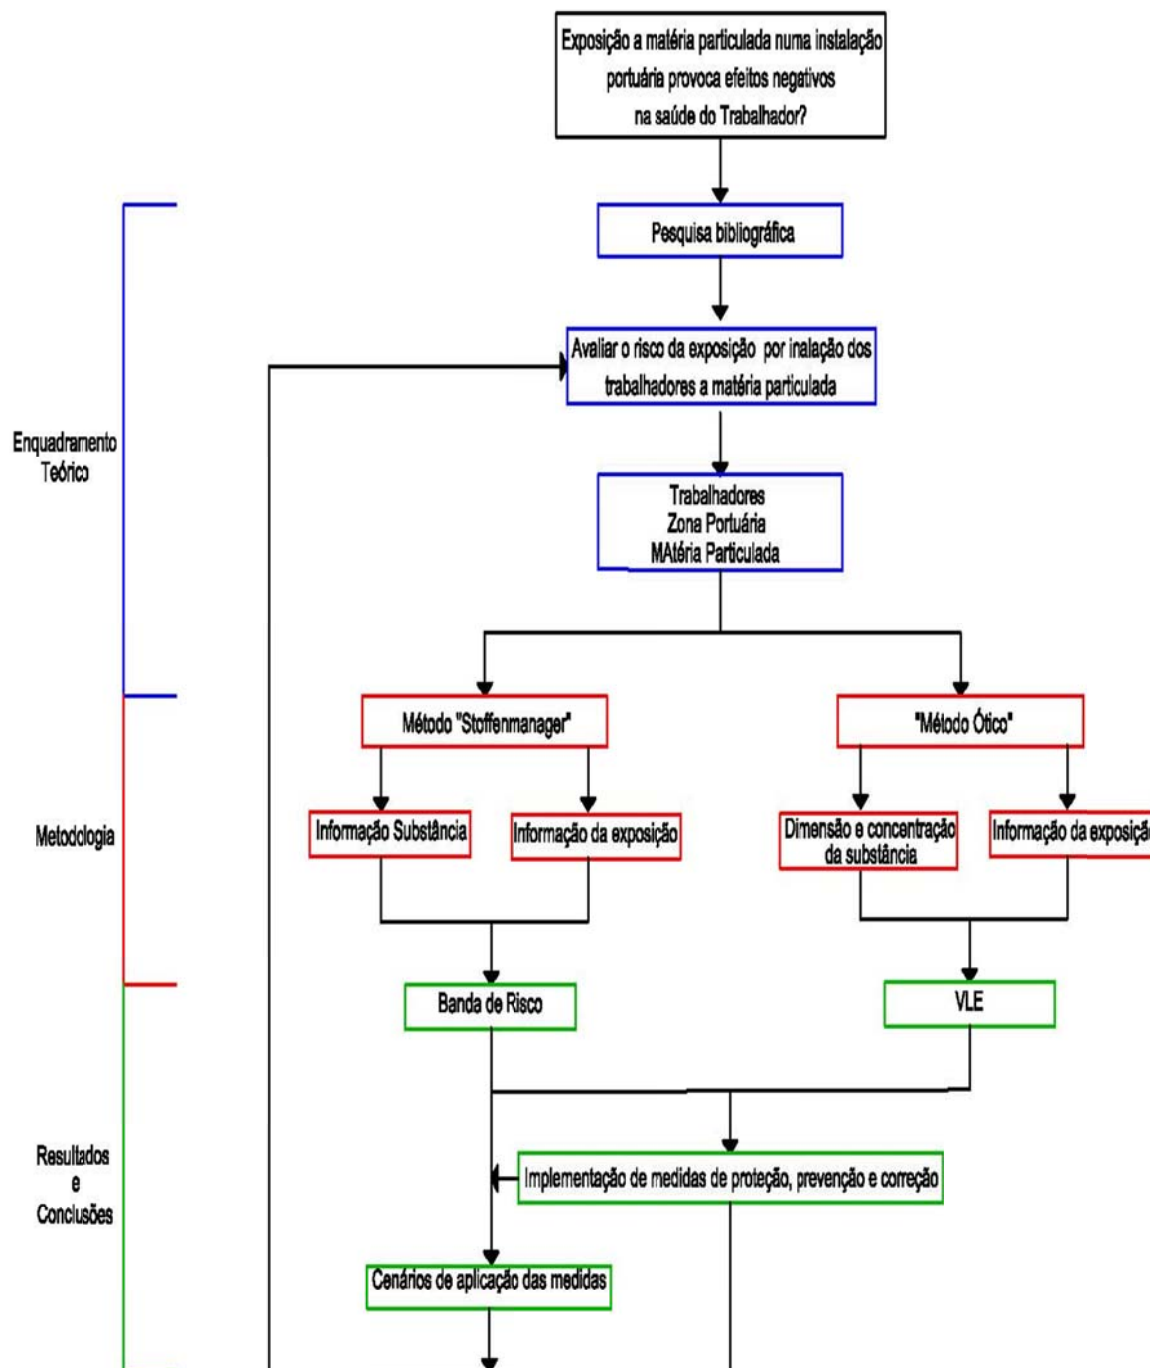 Exposição a matéria particulada numa instalação
portuária provoca efeitos negativos
na saúde do Trabalhador?
Pesquisa bibliográfica
Avaliar o risco da exposição por inalação dos
trabalhadores a matéria particulada
Enquadramento
Teórico
Trabalhadores
Zona Portuária
MAtéria Particulada
Método "Stoffenmanager"
"Método Ótico"
Metodologia
Informação Substância
Informação da exposição
Dimensão e concentração
da substância
Informação da exposição
Banda de Risco
VLE
Resultados
e
Conclusões
Implementação de medidas de proteção, prevenção e correção
Cenários de aplicação das medidas